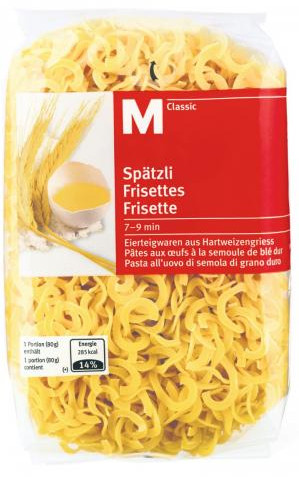 M Classic
Spätzli
Frisettes
Frisette
7–9 min
Eierteigwaren aus Hartweizengriess
Pâtes aux œufs à la semoule de blé dur
Pasta all'uovo di semola di grano duro
1 Portion (80g)
enthält
1 portion (80g)
contient
(*)
Energie
285 kcal
14%